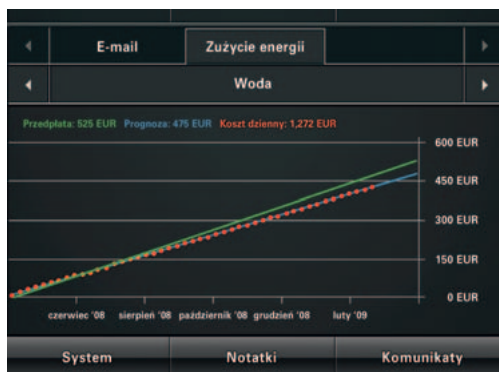 E-mail Zużycie energii
Woda
Przedpłata: 525 EUR Prognoza: 475 EUR Koszt dzienny: 1,272 EUR
600 EUR
450 EUR
300 EUR
150 EUR
0 EUR
czerwiec '08 sierpień '08 październik '08 grudzień '08 luty '09
System Notatki Komunikaty